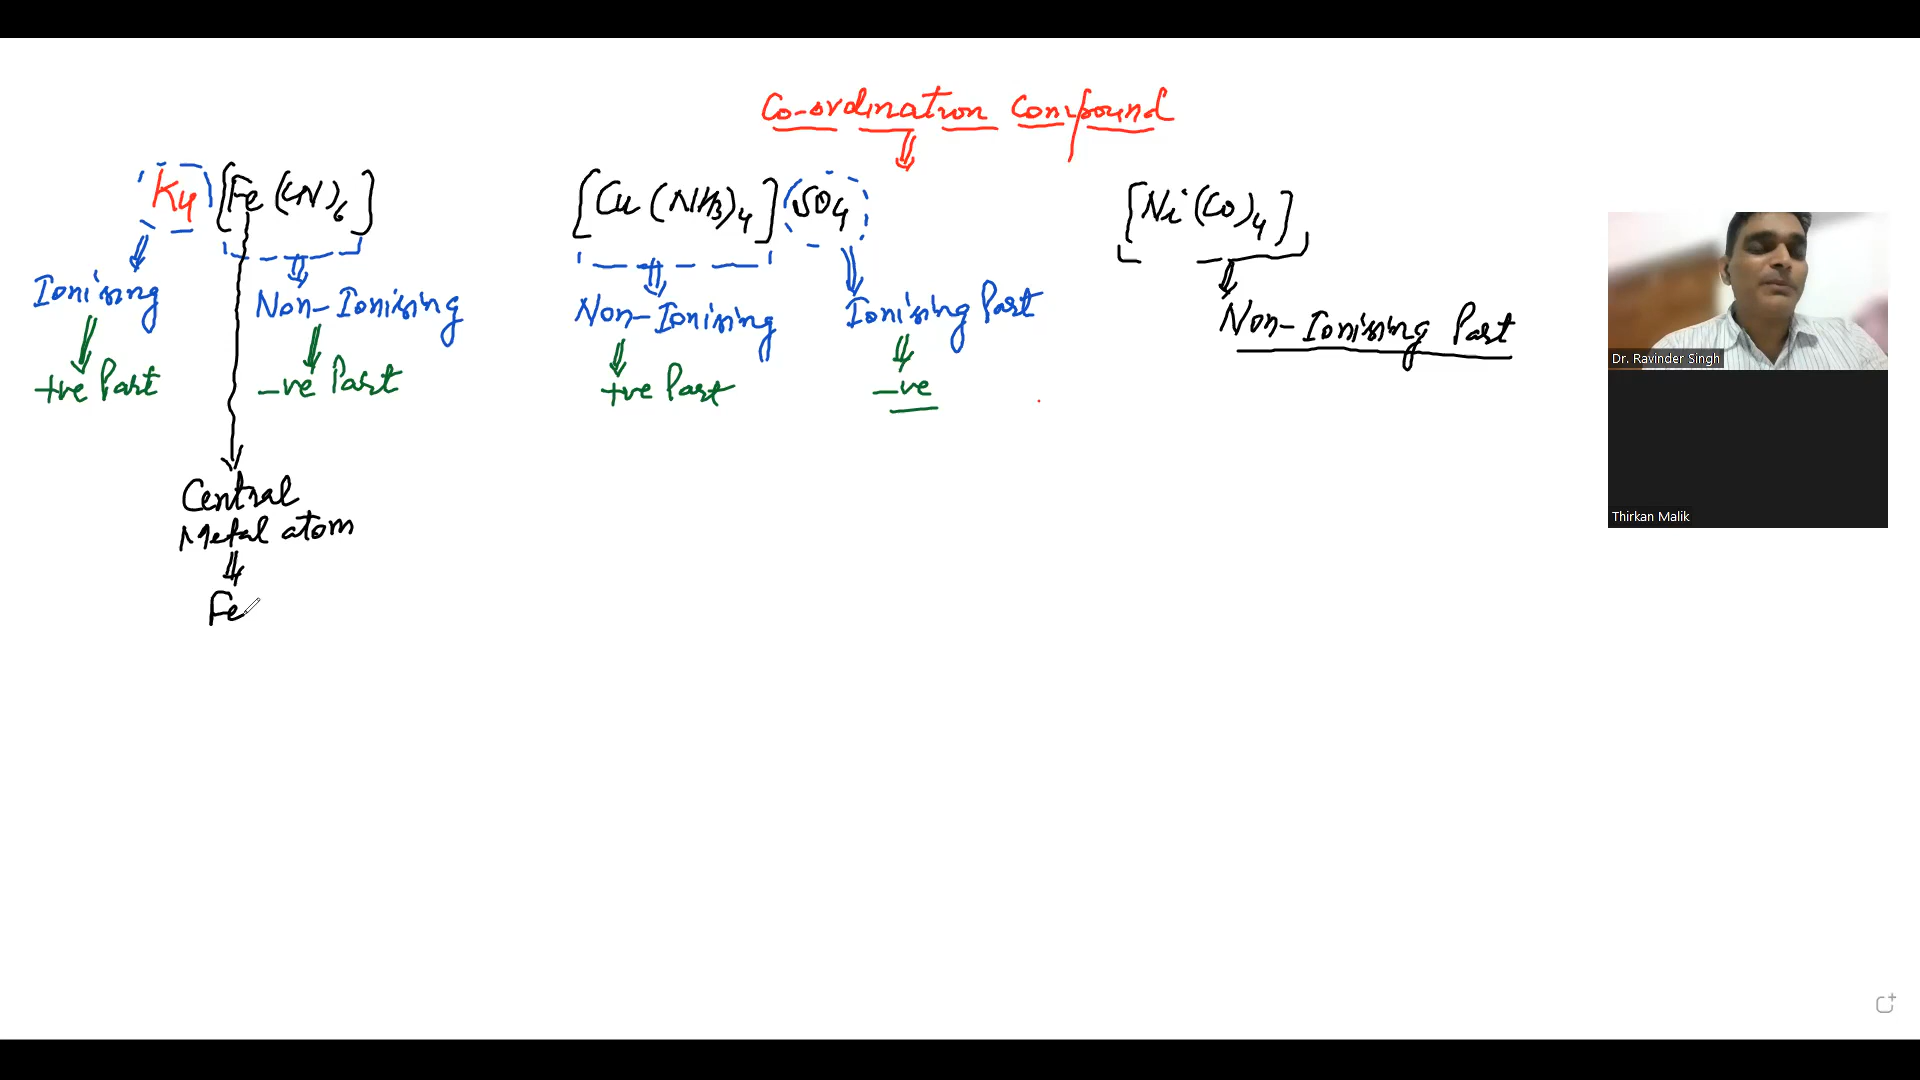 Co-ordination Compound
K4 [Fe(CN)6]
[Cu(NH3)4] SO4
[Ni(CO)4]
Ionising
Non-Ionising
Non-Ionising
Ionising Part
Non-Ionising Part
+ve Part
-ve Part
+ve Part
-ve
Central
Metal atom
Fe
Dr. Ravinder Singh
Thirkan Malik